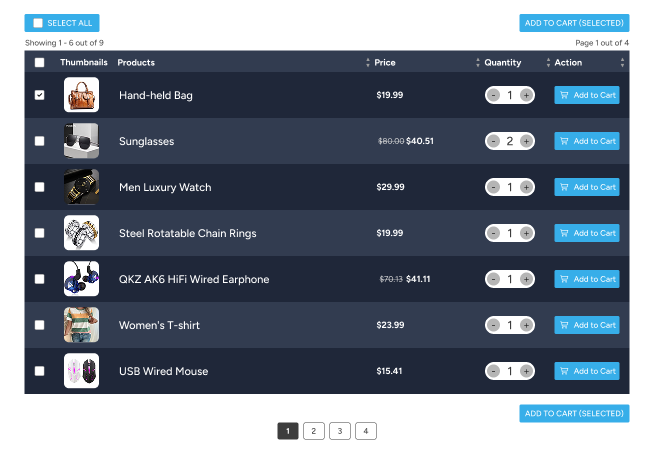 SELECT ALL
ADD TO CART (SELECTED)
Showing 1 - 6 out of 9
Page 1 out of 4
Thumbnails Products Price Quantity Action
Hand-held Bag $19.99 - 1 + Add to Cart
Sunglasses $80.00 $40.51 - 2 + Add to Cart
Men Luxury Watch $29.99 - 1 + Add to Cart
Steel Rotatable Chain Rings $19.99 - 1 + Add to Cart
QKZ AK6 HiFi Wired Earphone $70.13 $41.11 - 1 + Add to Cart
Women's T-shirt $23.99 - 1 + Add to Cart
USB Wired Mouse $15.41 - 1 + Add to Cart
ADD TO CART (SELECTED)
1 2 3 4